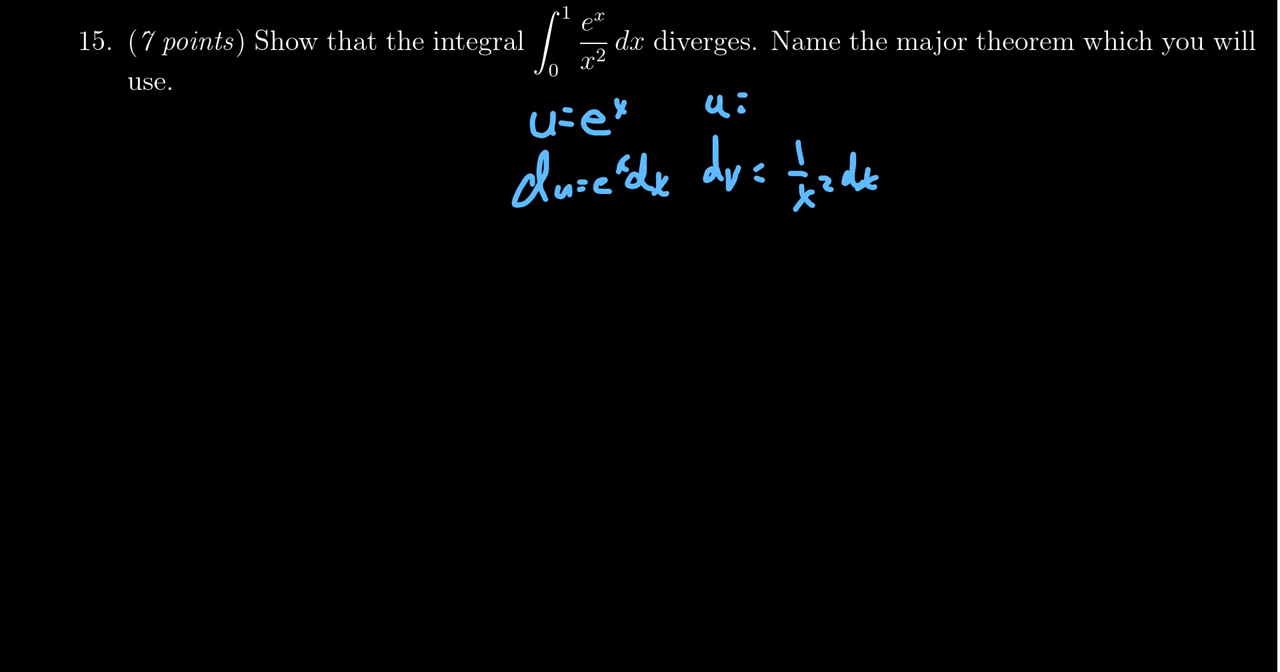 15. (7 points) Show that the integral ∫₀¹ eˣ/x² dx diverges. Name the major theorem which you will
use.
u=eˣ u=
du=eˣdx dv= 1/x² dx